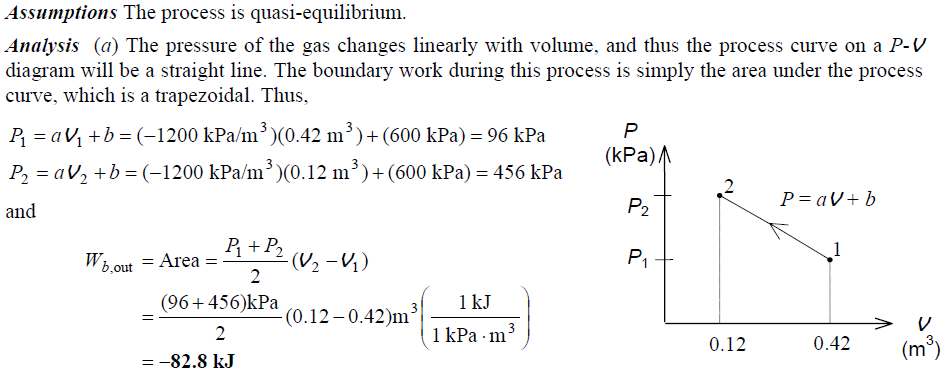 Assumptions The process is quasi-equilibrium.
Analysis (a) The pressure of the gas changes linearly with volume, and thus the process curve on a P-V
diagram will be a straight line. The boundary work during this process is simply the area under the process
curve, which is a trapezoidal. Thus,
P₁ = aV₁ + b = (−1200 kPa/m³)(0.42 m³) + (600 kPa) = 96 kPa
P₂ = aV₂ + b = (−1200 kPa/m³)(0.12 m³) + (600 kPa) = 456 kPa
and
W_b,out = Area = (P₁ + P₂)/2 (V₂ − V₁)
= (96 + 456)kPa/2 (0.12 − 0.42)m³ (1 kJ/1 kPa · m³)
= −82.8 kJ
P
(kPa)
P₂
P₁
2
P = aV + b
1
0.12
0.42
V
(m³)